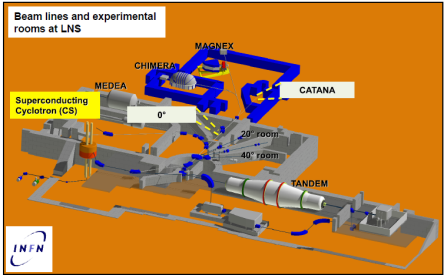 Beam lines and experimental
rooms at LNS
MAGNEX
CHIMERA
MEDEA
CATANA
Superconducting
Cyclotron (CS)
0°
20° room
40° room
TANDEM
INFN